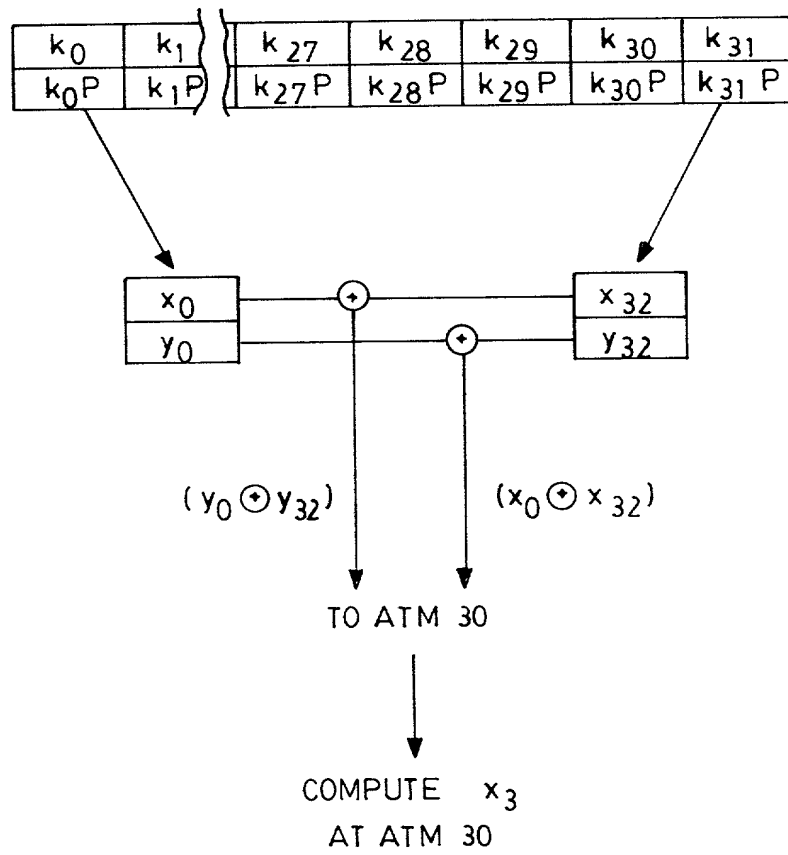 k₀ k₁ k₂₇ k₂₈ k₂₉ k₃₀ k₃₁
k₀P k₁P k₂₇P k₂₈P k₂₉P k₃₀P k₃₁P
x₀ ⊕ x₃₂
y₀ ⊕ y₃₂
(y₀ ⊕ y₃₂) (x₀ ⊕ x₃₂)
TO ATM 30
COMPUTE x₃
AT ATM 30